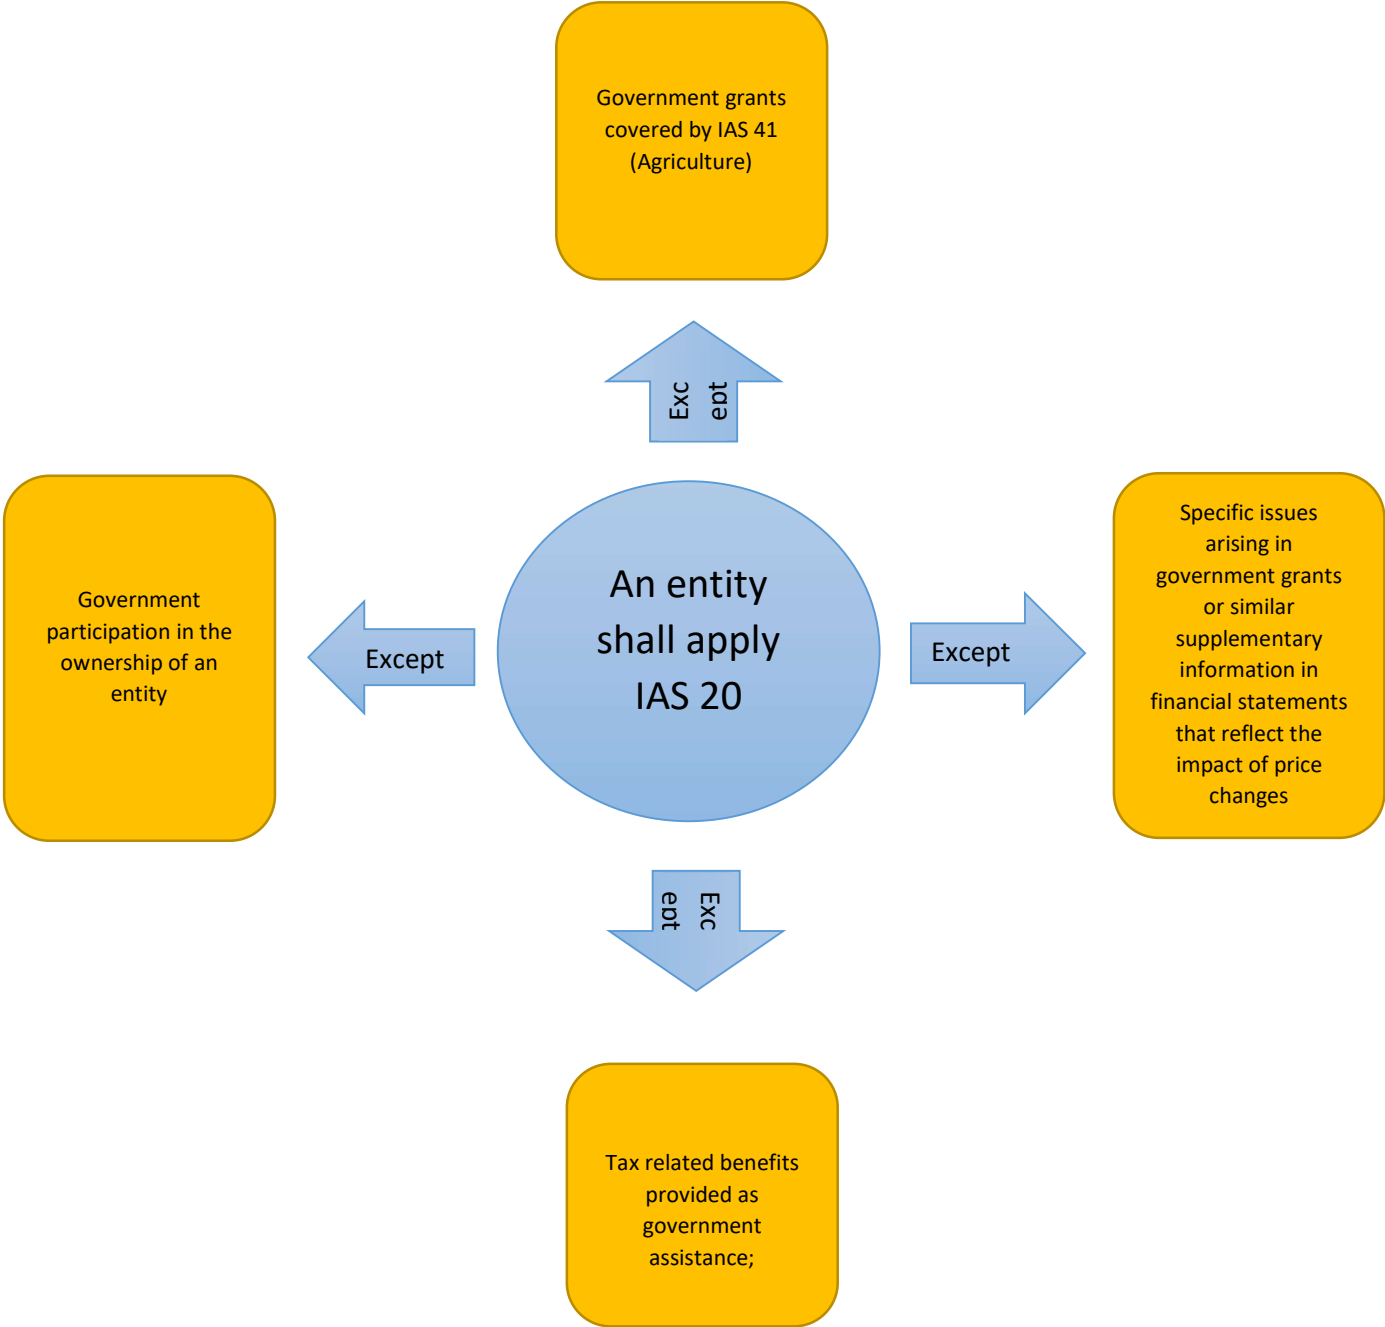 Government grants
covered by IAS 41
(Agriculture)
Exc
ept
Government
participation in the
ownership of an
entity
Except
An entity
shall apply
IAS 20
Except
Specific issues
arising in
government grants
or similar
supplementary
information in
financial statements
that reflect the
impact of price
changes
Exc
ept
Tax related benefits
provided as
government
assistance;